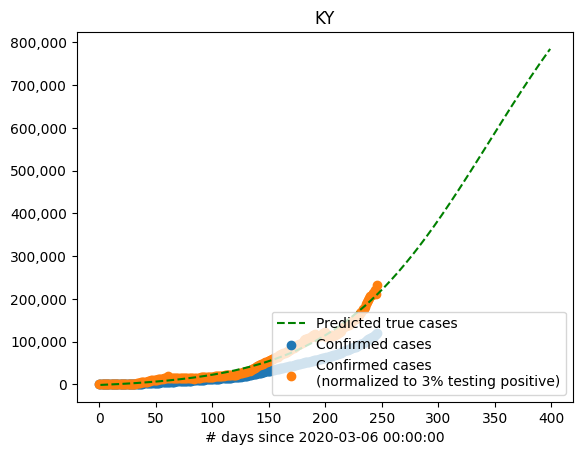 KY
800,000
700,000
600,000
500,000
400,000
300,000
200,000
100,000
0
Predicted true cases
Confirmed cases
Confirmed cases
(normalized to 3% testing positive)
0 50 100 150 200 250 300 350 400
# days since 2020-03-06 00:00:00